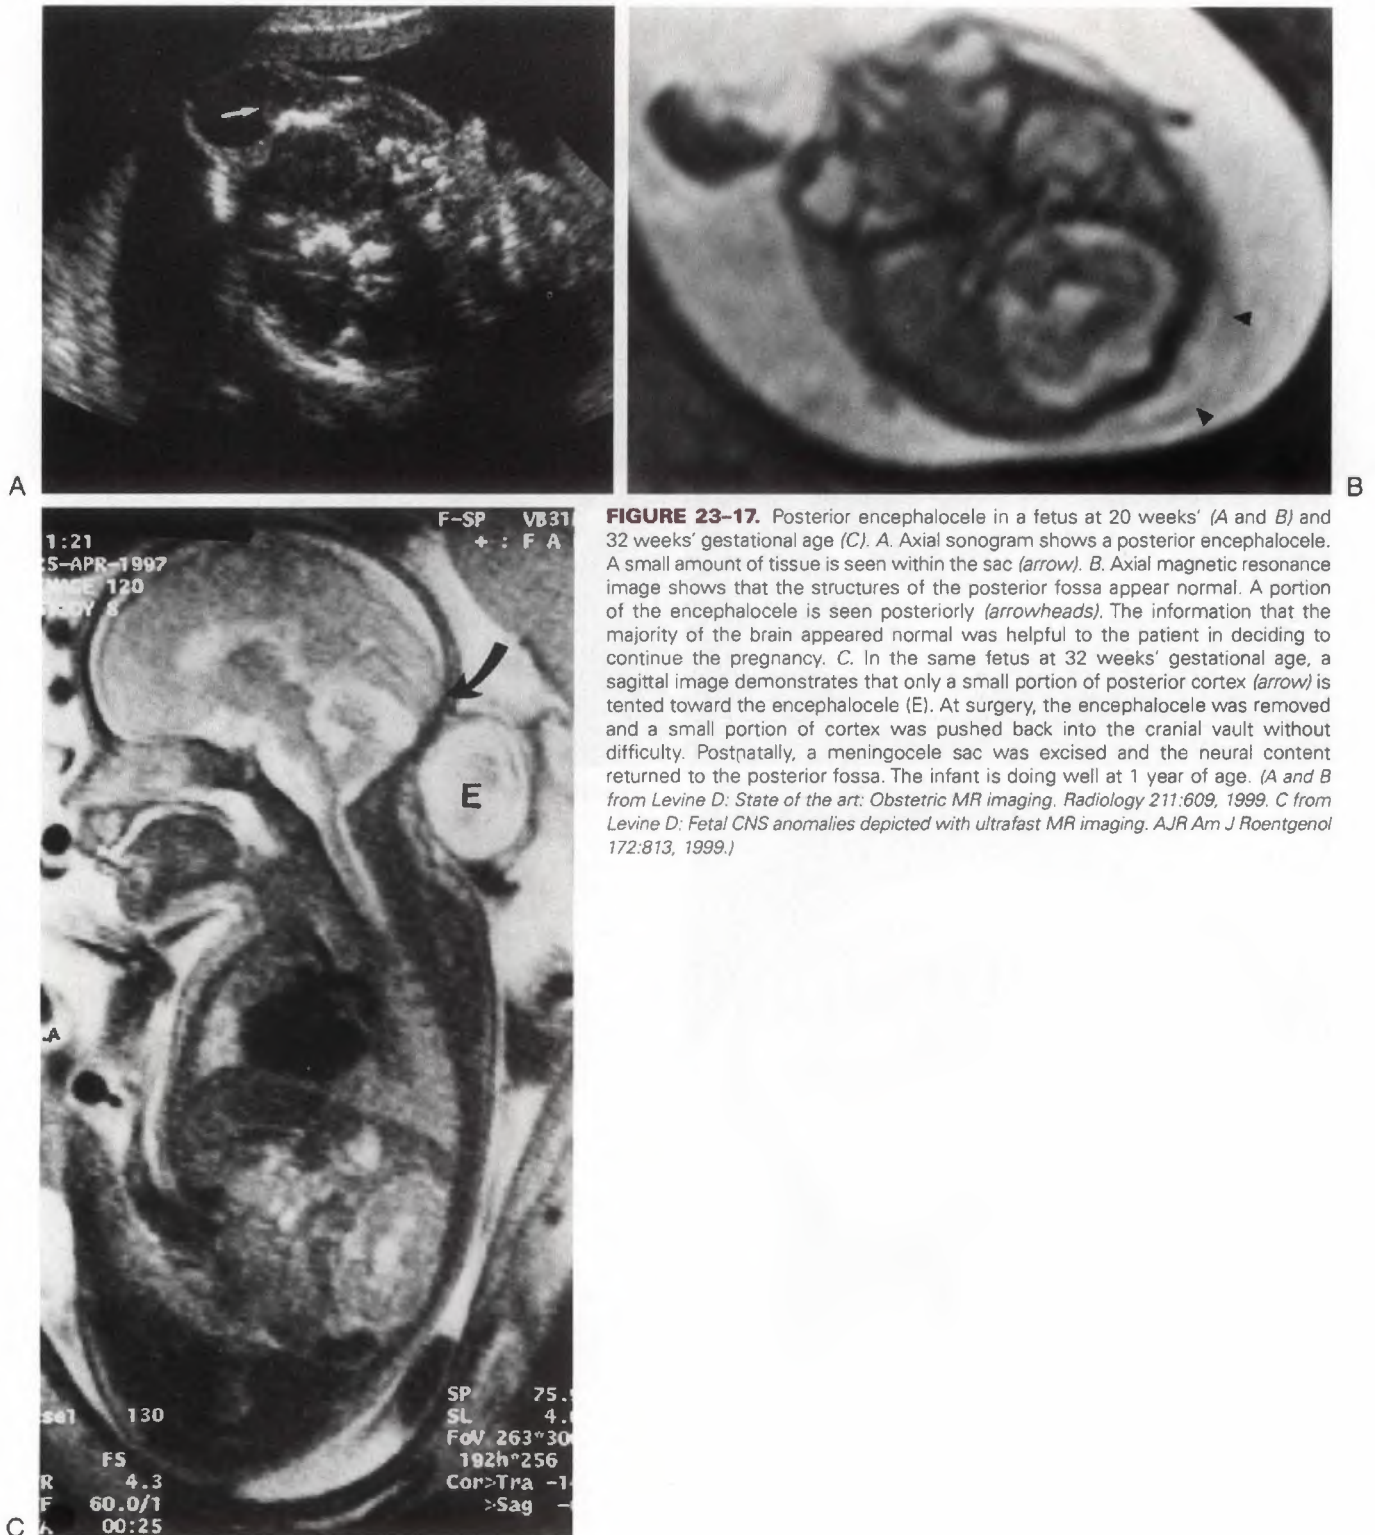 A
B
1:21
5-APR-1997
F-SP VB31
+ : F A
E
.A
130
FS
R 4.3
60.0/1
00:25
SP 75.
SL 4.
FoV 263*30
192h*256
Cor>Tra -1
>Sag -
C
FIGURE 23–17. Posterior encephalocele in a fetus at 20 weeks' (A and B) and
32 weeks' gestational age (C). A. Axial sonogram shows a posterior encephalocele.
A small amount of tissue is seen within the sac (arrow). B. Axial magnetic resonance
image shows that the structures of the posterior fossa appear normal. A portion
of the encephalocele is seen posteriorly (arrowheads). The information that the
majority of the brain appeared normal was helpful to the patient in deciding to
continue the pregnancy. C. In the same fetus at 32 weeks' gestational age, a
sagittal image demonstrates that only a small portion of posterior cortex (arrow) is
tented toward the encephalocele (E). At surgery, the encephalocele was removed
and a small portion of cortex was pushed back into the cranial vault without
difficulty. Postnatally, a meningocele sac was excised and the neural content
returned to the posterior fossa. The infant is doing well at 1 year of age. (A and B
from Levine D: State of the art: Obstetric MR imaging. Radiology 211:609, 1999. C from
Levine D: Fetal CNS anomalies depicted with ultrafast MR imaging. AJR Am J Roentgenol
172:813, 1999.)